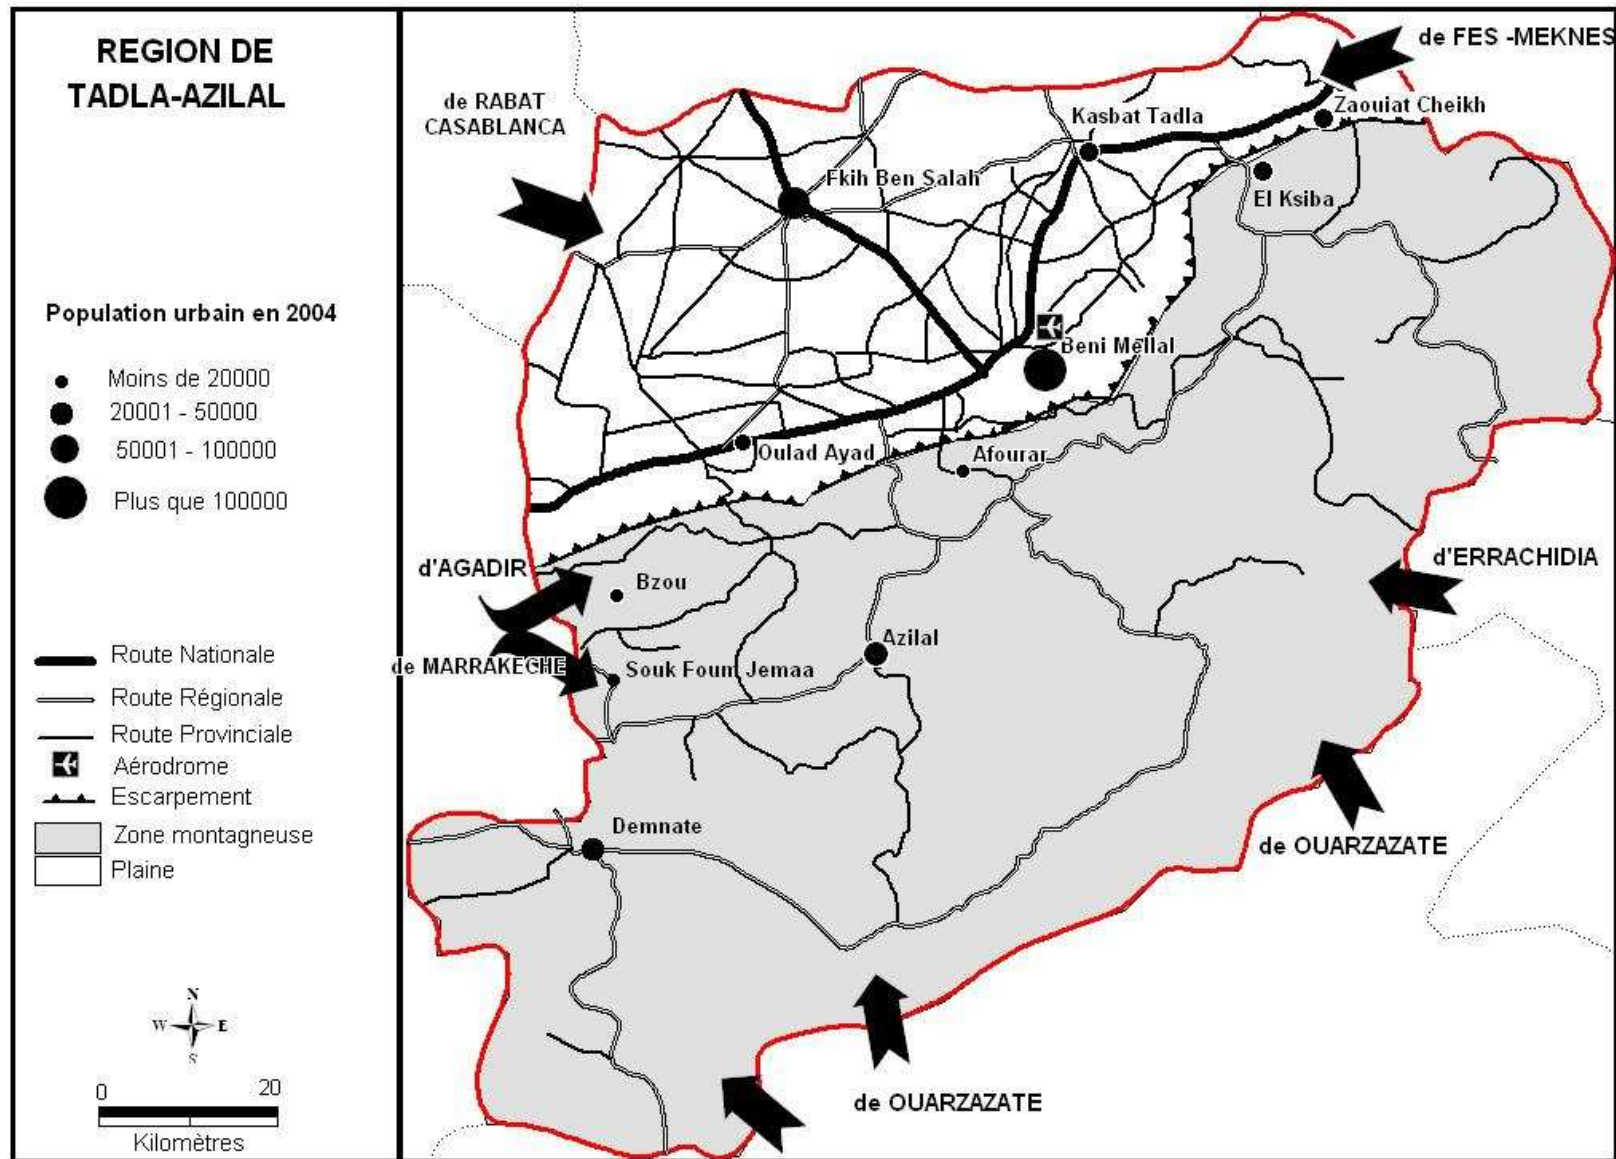 REGION DE
TADLA-AZILAL
Population urbain en 2004
Moins de 20000
20001 - 50000
50001 - 100000
Plus que 100000
Route Nationale
Route Régionale
Route Provinciale
Aérodrome
Escarpement
Zone montagneuse
Plaine
N
W E
S
0 20
Kilomètres
de FES -MEKNES
de RABAT
CASABLANCA
Zaouiat Cheikh
Kasbat Tadla
Fkih Ben Salah
El Ksiba
Beni Mellal
Oulad Ayad
Afourar
d'AGADIR
Bzou
d'ERRACHIDIA
Azilal
de MARRAKECHE
Souk Foum Jemaa
Demnate
de OUARZAZATE
de OUARZAZATE